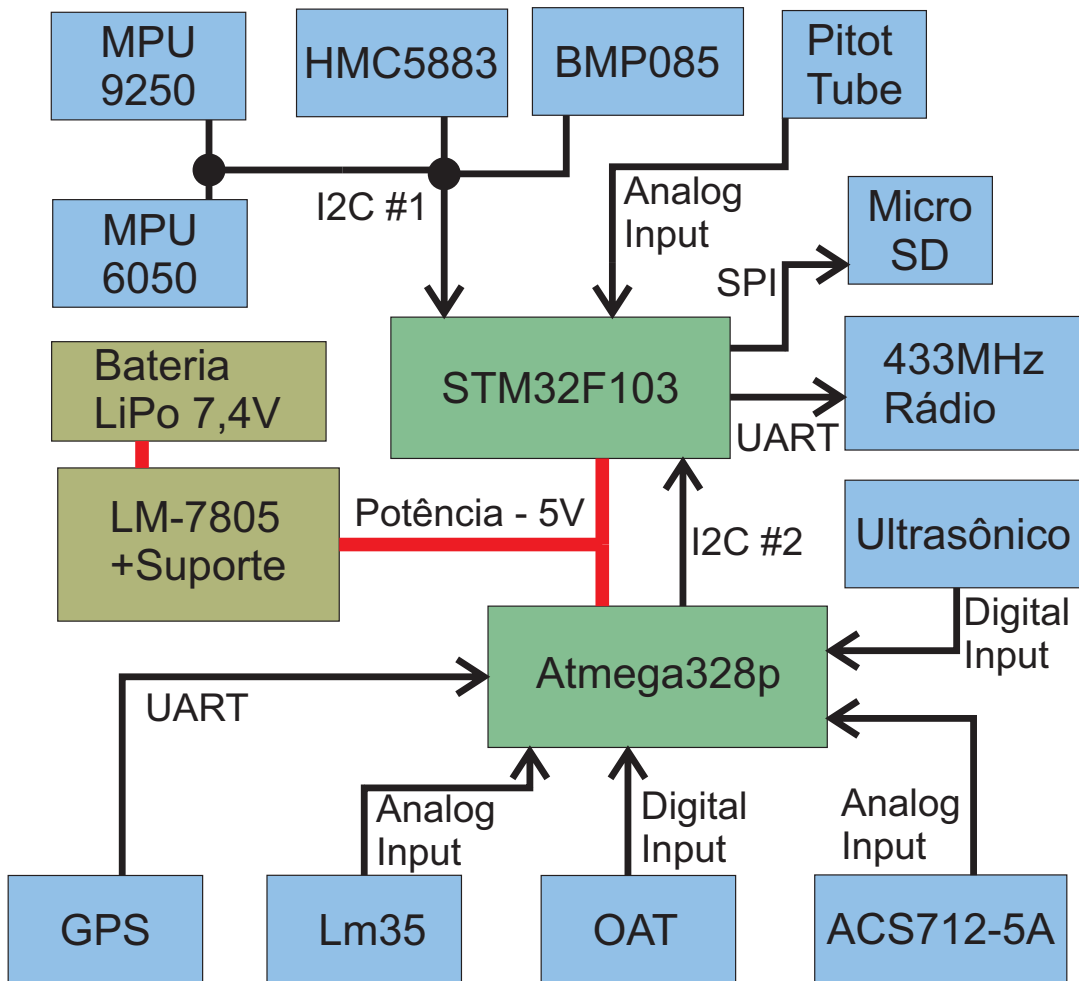 MPU
9250
HMC5883
BMP085
Pitot
Tube
I2C #1
Analog
Input
MPU
6050
Micro
SD
SPI
Bateria
LiPo 7,4V
STM32F103
433MHz
Rádio
UART
LM-7805
+Suporte
Potência - 5V
I2C #2
Ultrasônico
Digital
Input
Atmega328p
UART
Analog
Input
Digital
Input
Analog
Input
GPS
Lm35
OAT
ACS712-5A